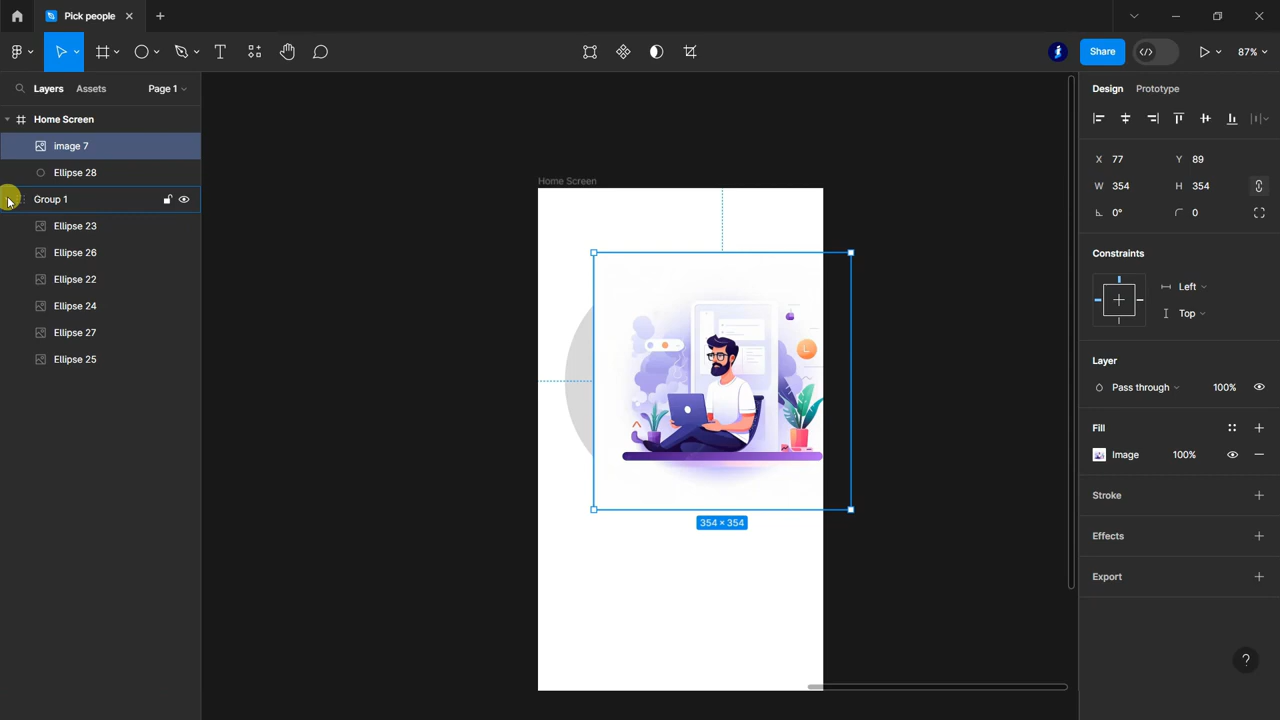 Pick people
Share
87%
Layers
Assets
Page 1
Design
Prototype
Home Screen
image 7
Ellipse 28
Group 1
Ellipse 23
Ellipse 26
Ellipse 22
Ellipse 24
Ellipse 27
Ellipse 25
Home Screen
354 × 354
X 77
Y 89
W 354
H 354
0°
0
Constraints
Left
Top
Layer
Pass through
100%
Fill
Image
100%
Stroke
Effects
Export
?